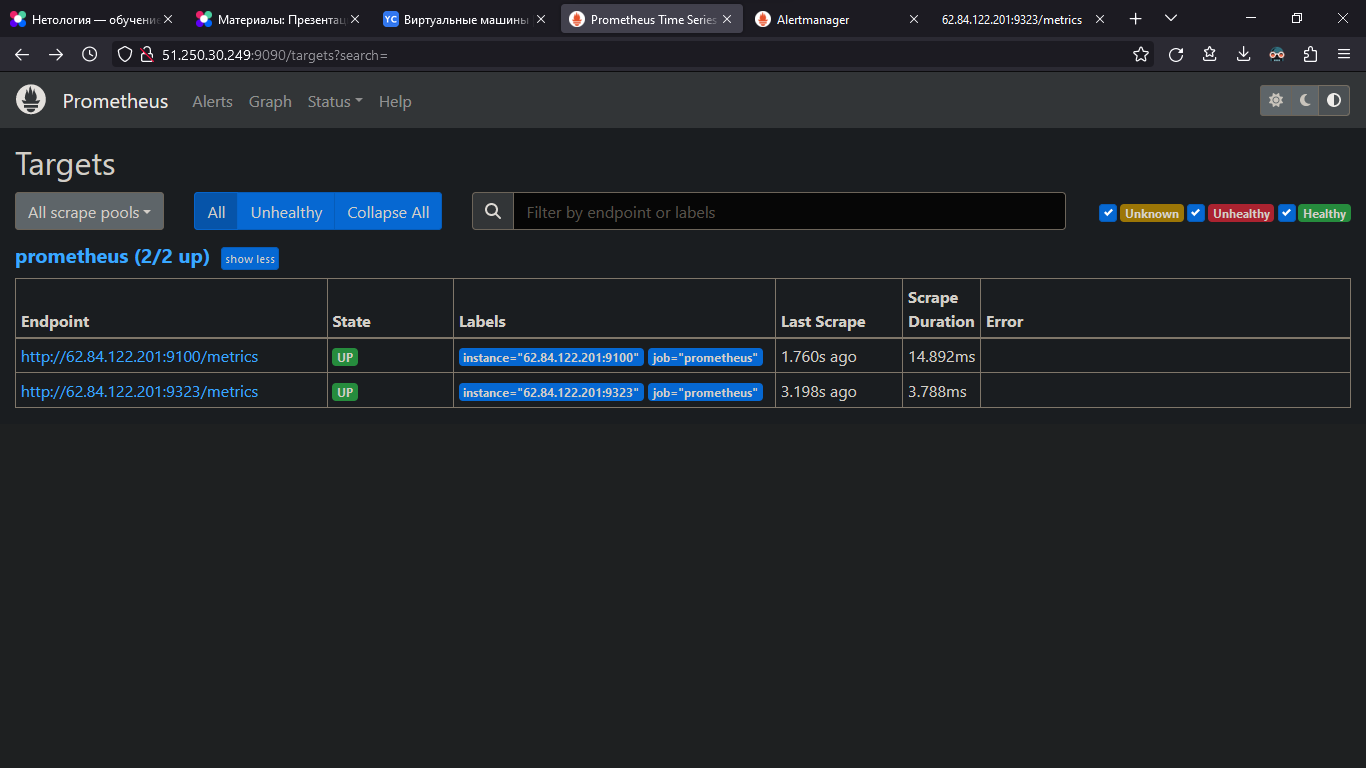 Нетология — обучение
Материалы: Презентац
YC Виртуальные машины
Prometheus Time Series
Alertmanager
62.84.122.201:9323/metrics
51.250.30.249:9090/targets?search=
Prometheus Alerts Graph Status Help
Targets
All scrape pools All Unhealthy Collapse All Filter by endpoint or labels Unknown Unhealthy Healthy
prometheus (2/2 up) show less
Endpoint State Labels Last Scrape Scrape Duration Error
http://62.84.122.201:9100/metrics UP instance="62.84.122.201:9100" job="prometheus" 1.760s ago 14.892ms
http://62.84.122.201:9323/metrics UP instance="62.84.122.201:9323" job="prometheus" 3.198s ago 3.788ms